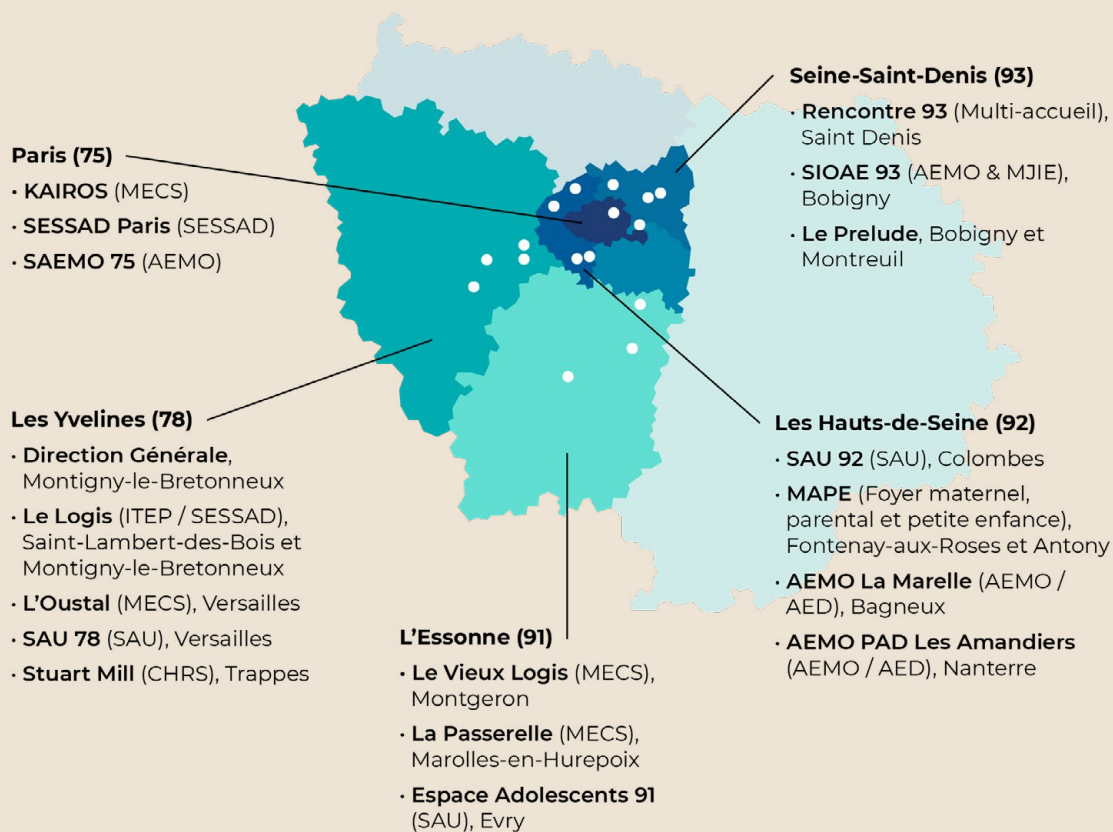 Paris (75)
· KAIROS (MECS)
· SESSAD Paris (SESSAD)
· SAEMO 75 (AEMO)
Seine-Saint-Denis (93)
· Rencontre 93 (Multi-accueil),
Saint Denis
· SIOAE 93 (AEMO & MJIE),
Bobigny
· Le Prelude, Bobigny et
Montreuil
Les Yvelines (78)
· Direction Générale,
Montigny-le-Bretonneux
· Le Logis (ITEP / SESSAD),
Saint-Lambert-des-Bois et
Montigny-le-Bretonneux
· L'Oustal (MECS), Versailles
· SAU 78 (SAU), Versailles
· Stuart Mill (CHRS), Trappes
L'Essonne (91)
· Le Vieux Logis (MECS),
Montgeron
· La Passerelle (MECS),
Marolles-en-Hurepoix
· Espace Adolescents 91
(SAU), Evry
Les Hauts-de-Seine (92)
· SAU 92 (SAU), Colombes
· MAPE (Foyer maternel,
parental et petite enfance),
Fontenay-aux-Roses et Antony
· AEMO La Marelle (AEMO /
AED), Bagneux
· AEMO PAD Les Amandiers
(AEMO / AED), Nanterre